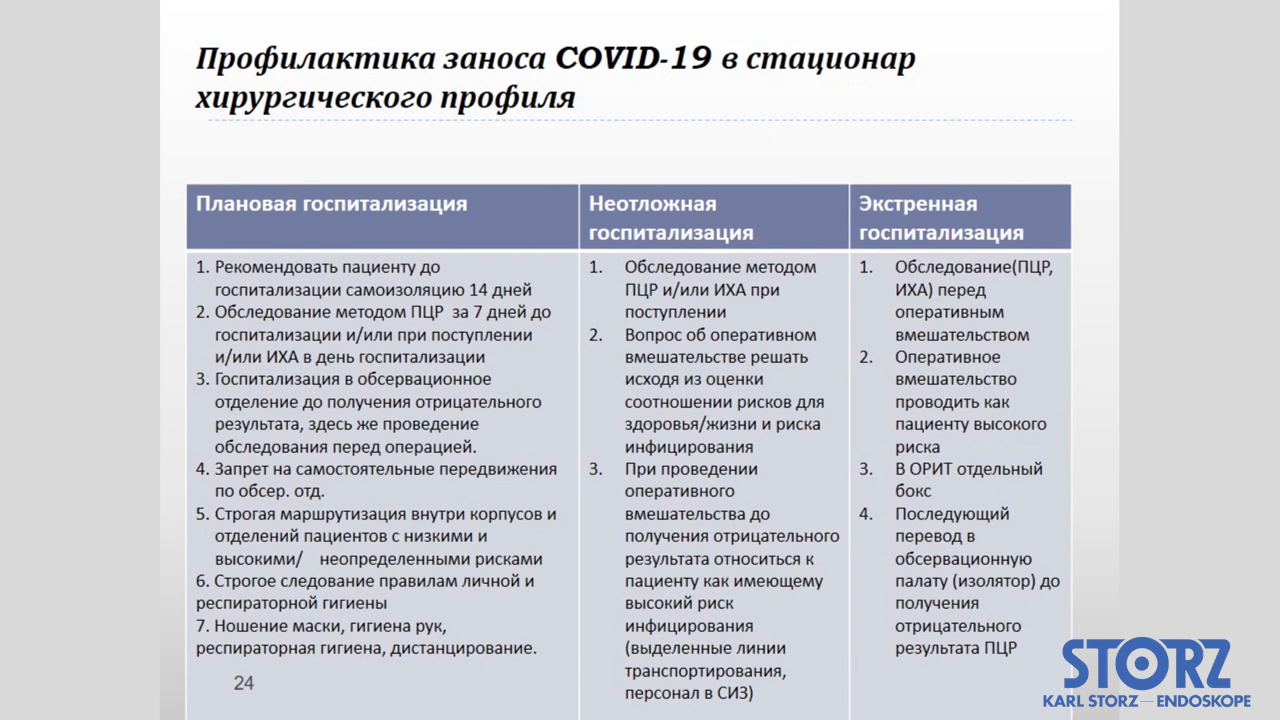 Профилактика заноса COVID-19 в стационар
хирургического профиля
Плановая госпитализация
1. Рекомендовать пациенту до
госпитализации самоизоляцию 14 дней
2. Обследование методом ПЦР за 7 дней до
госпитализации и/или при поступлении
и/или ИХА в день госпитализации
3. Госпитализация в обсервационное
отделение до получения отрицательного
результата, здесь же проведение
обследования перед операцией.
4. Запрет на самостоятельные передвижения
по обсер. отд.
5. Строгая маршрутизация внутри корпусов и
отделений пациентов с низкими и
высокими/ неопределенными рисками
6. Строгое следование правилам личной и
респираторной гигиены
7. Ношение маски, гигиена рук,
респираторная гигиена, дистанцирование.
Неотложная
госпитализация
1. Обследование методом
ПЦР и/или ИХА при
поступлении
2. Вопрос об оперативном
вмешательстве решать
исходя из оценки
соотношении рисков для
здоровья/жизни и риска
инфицирования
3. При проведении
оперативного
вмешательства до
получения отрицательного
результата относиться к
пациенту как имеющему
высокий риск
инфицирования
(выделенные линии
транспортирования,
персонал в СИЗ)
Экстренная
госпитализация
1. Обследование(ПЦР,
ИХА) перед
оперативным
вмешательством
2. Оперативное
вмешательство
проводить как
пациенту высокого
риска
3. В ОРИТ отдельный
бокс
4. Последующий
перевод в
обсервационную
палату (изолятор) до
получения
отрицательного
результата ПЦР
24
STORZ
KARL STORZ—ENDOSKOPE